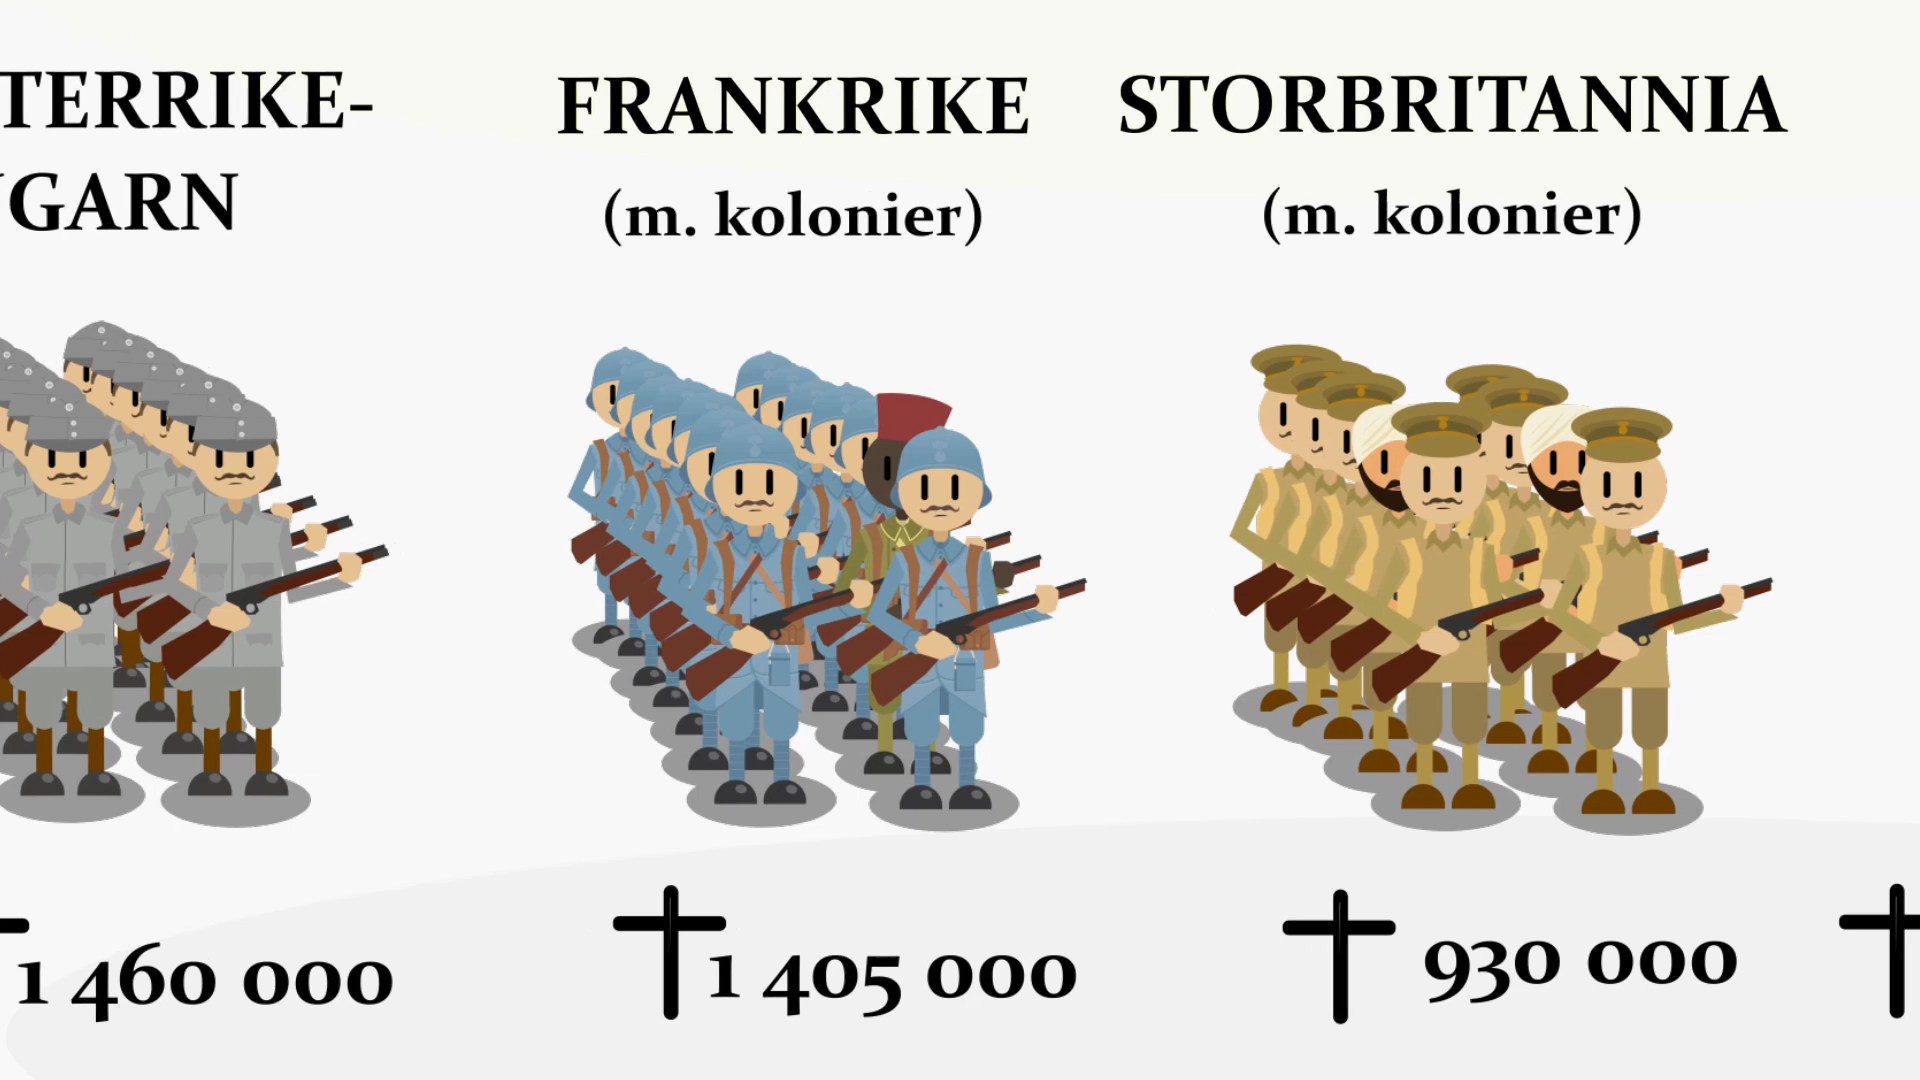 TERRIKE-
GARN
FRANKRIKE
(m. kolonier)
STORBRITANNIA
(m. kolonier)
1 460 000
1 405 000
930 000